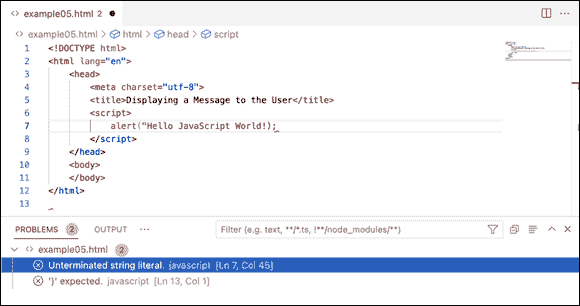 example05.html 2
example05.html > html > head > script
1 <!DOCTYPE html>
2 <html lang="en">
3 <head>
4 <meta charset="utf-8">
5 <title>Displaying a Message to the User</title>
6 <script>
7 alert("Hello JavaScript World!);
8 </script>
9 </head>
10 <body>
11 </body>
12 </html>
13
PROBLEMS 2 OUTPUT ... Filter (e.g. text, **/*.ts, !**/node_modules/**)
example05.html 2
Unterminated string literal. javascript [Ln 7, Col 45]
'}' expected. javascript [Ln 13, Col 1]